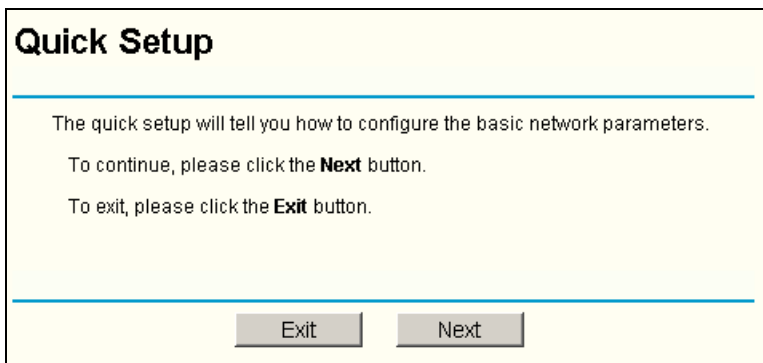 Quick Setup
The quick setup will tell you how to configure the basic network parameters.
To continue, please click the Next button.
To exit, please click the Exit button.
Exit Next